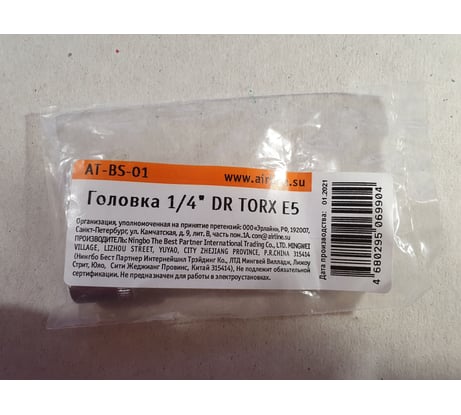 AT-BS-01
www.airline.su
Головка 1/4" DR TORX E5
Организация, уполномоченная на принятие претензий: ООО «Эрлайн», РФ, 192007,
Санкт-Петербург, ул. Камчатская, д. 9, лит. В, часть пом.1А. com@airline.su
ПРОИЗВОДИТЕЛЬ: Ningbo The Best Partner International Trading Co., LTD. MINGWEI
VILLAGE, LIZHOU STREET, YUYAO, CITY ZHEJIANG PROVINCE, P.R.CHINA 315414
(Нингбо Бест Партнер Интернейшнл Трэйдинг Ко., ЛТД Мингвей Вилладж, Лижоу
Стрит, Юяо, Сити Жеджианг Провинс, Китай 315414). Не подлежит обязательной
сертификации. Не предназначен для работы в электроустановках.
Дата производства: 01.2021
4 680295 069904